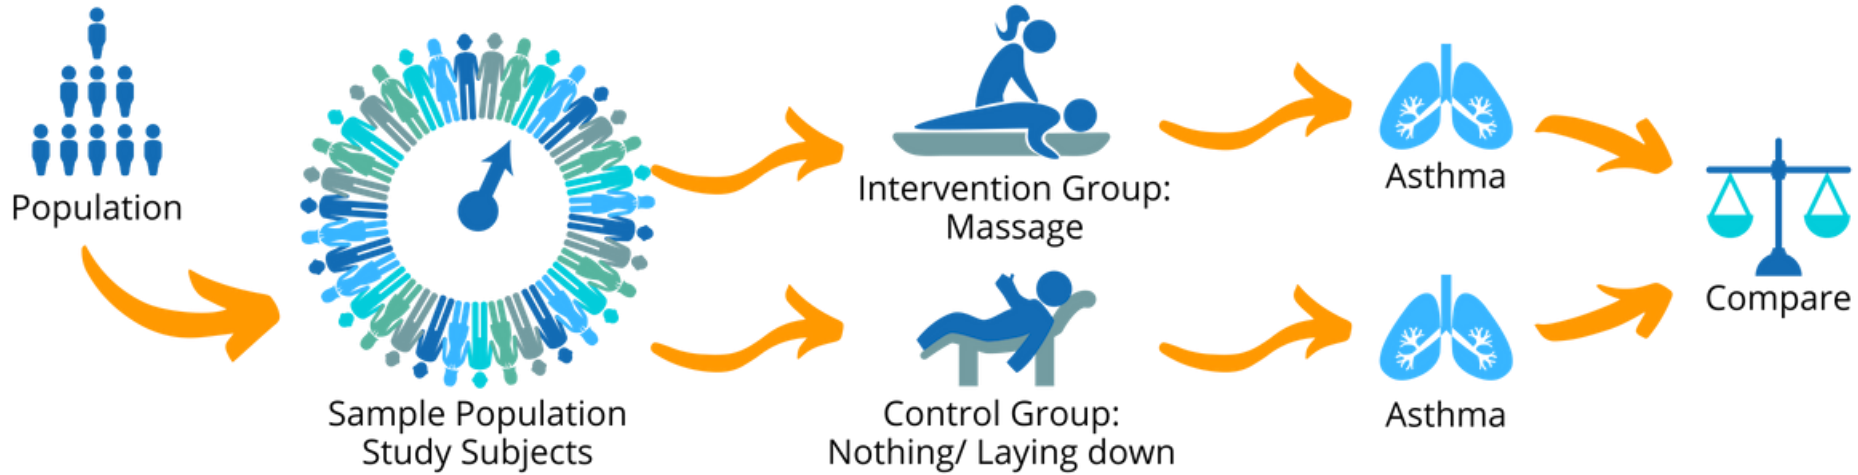 Population
Sample Population
Study Subjects
Intervention Group:
Massage
Control Group:
Nothing/ Laying down
Asthma
Asthma
Compare